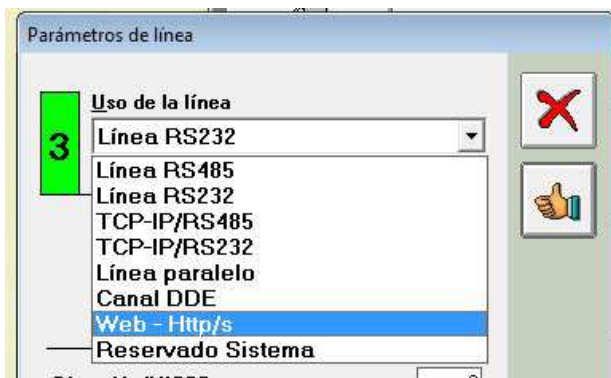 Parámetros de línea
Uso de la línea
3
Línea RS232
Línea RS485
Línea RS232
TCP-IP/RS485
TCP-IP/RS232
Línea paralelo
Canal DDE
Web - Http/s
Reservado Sistema